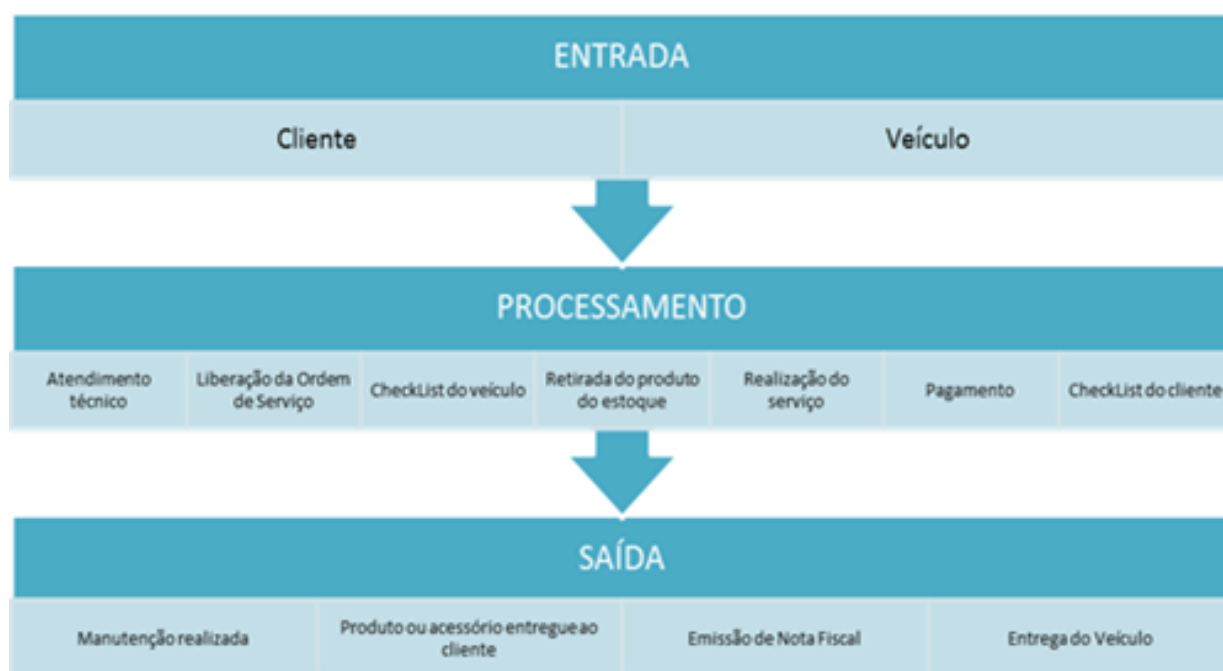 ENTRADA
Cliente
Veículo
PROCESSAMENTO
Atendimento
técnico
Liberação da Ordem
de Serviço
CheckList do veículo
Retirada do produto
do estoque
Realização do
serviço
Pagamento
CheckList do cliente
SAÍDA
Manutenção realizada
Produto ou acessório entregue ao
cliente
Emissão de Nota Fiscal
Entrega do Veículo